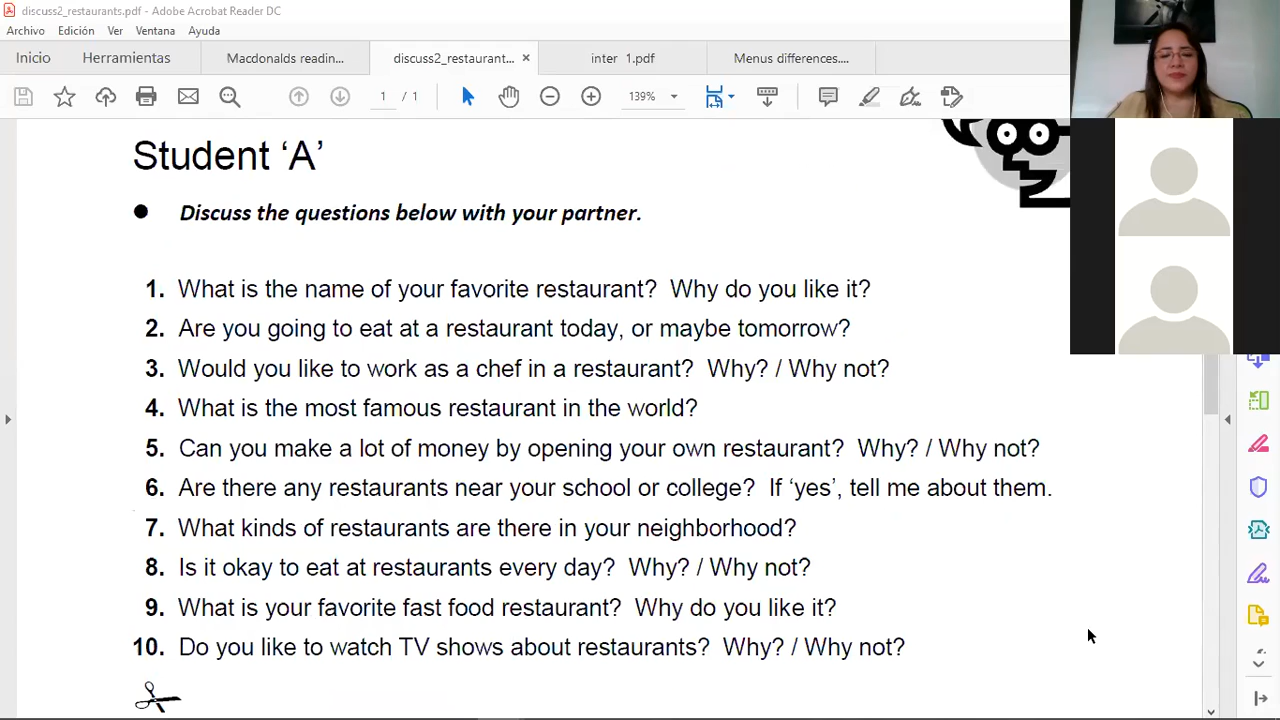 discuss2_restaurants.pdf - Adobe Acrobat Reader DC
Archivo Edición Ver Ventana Ayuda
Inicio Herramientas Macdonalds readin... discuss2_restaurant... × inter 1.pdf Menus differences....
1 / 1 139%
Student ‘A’
● Discuss the questions below with your partner.
1. What is the name of your favorite restaurant? Why do you like it?
2. Are you going to eat at a restaurant today, or maybe tomorrow?
3. Would you like to work as a chef in a restaurant? Why? / Why not?
4. What is the most famous restaurant in the world?
5. Can you make a lot of money by opening your own restaurant? Why? / Why not?
6. Are there any restaurants near your school or college? If ‘yes’, tell me about them.
7. What kinds of restaurants are there in your neighborhood?
8. Is it okay to eat at restaurants every day? Why? / Why not?
9. What is your favorite fast food restaurant? Why do you like it?
10. Do you like to watch TV shows about restaurants? Why? / Why not?